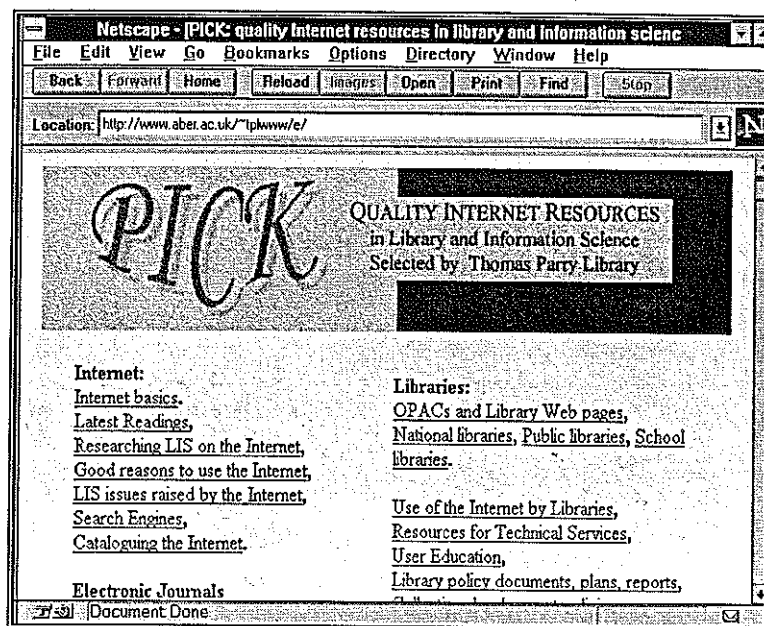 Netscape - [PICK: quality Internet resources in library and information scienc
File Edit View Go Bookmarks Options Directory Window Help
Back Forward Home Reload Images Open Print Find Stop
Location: http://www.aber.ac.uk/~tplwww/e/
N
PICK
QUALITY INTERNET RESOURCES
in Library and Information Science
Selected by Thomas Parry Library
Internet:
Internet basics.
Latest Readings,
Researching LIS on the Internet,
Good reasons to use the Internet,
LIS issues raised by the Internet,
Search Engines,
Cataloguing the Internet.
Electronic Journals
Libraries:
OPACs and Library Web pages,
National libraries, Public libraries, School
libraries.
Use of the Internet by Libraries,
Resources for Technical Services,
User Education,
Library policy documents, plans, reports,
Document Done